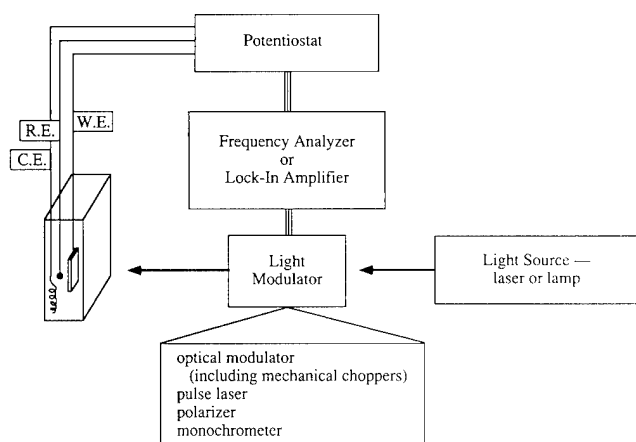 Potentiostat
W.E.
R.E.
C.E.
Frequency Analyzer
or
Lock-In Amplifier
Light
Modulator
Light Source —
laser or lamp
optical modulator
(including mechanical choppers)
pulse laser
polarizer
monochrometer